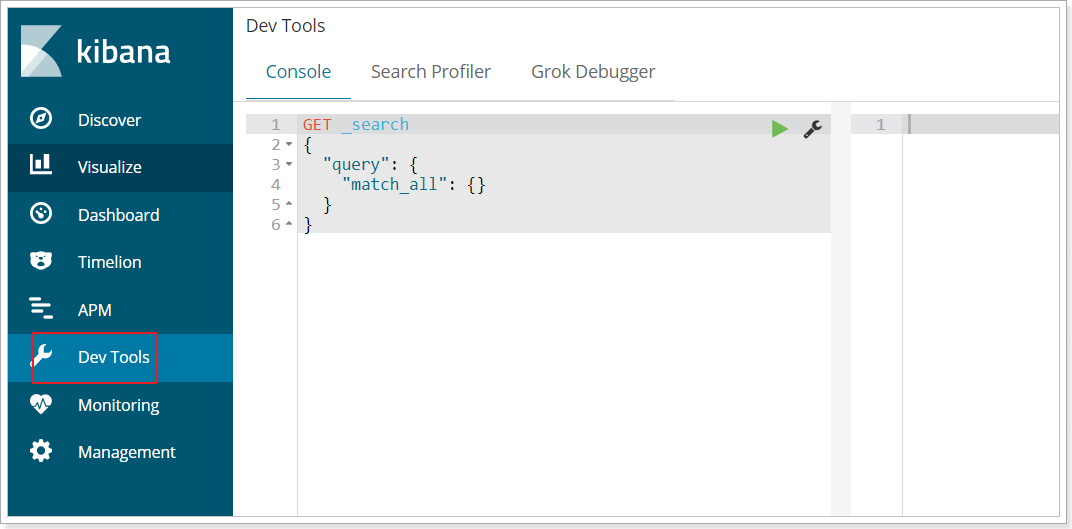 kibana
Discover
Visualize
Dashboard
Timelion
APM
Dev Tools
Monitoring
Management
Dev Tools
Console Search Profiler Grok Debugger
1 GET _search
2 {
3 "query": {
4 "match_all": {}
5 }
6 }
1